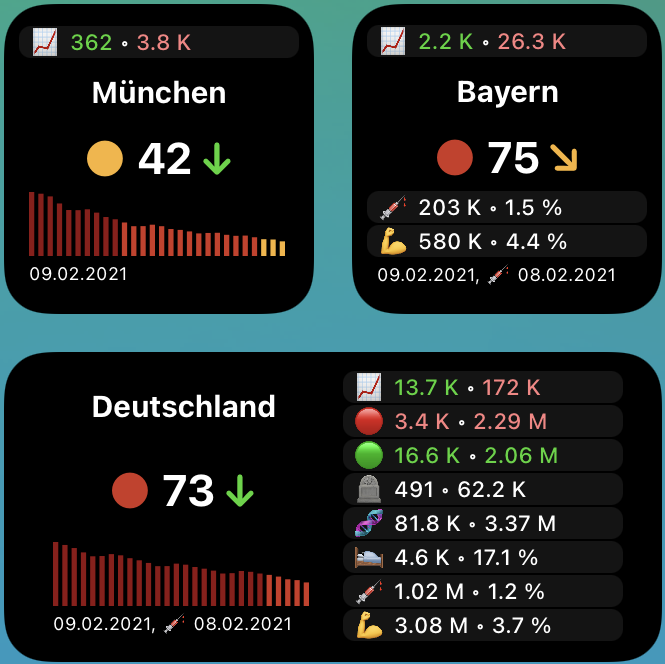 362 ∘ 3.8 K
München
42
09.02.2021
2.2 K ∘ 26.3 K
Bayern
75
203 K ∘ 1.5 %
580 K ∘ 4.4 %
09.02.2021, 08.02.2021
Deutschland
73
09.02.2021, 08.02.2021
13.7 K ∘ 172 K
3.4 K ∘ 2.29 M
16.6 K ∘ 2.06 M
491 ∘ 62.2 K
81.8 K ∘ 3.37 M
4.6 K ∘ 17.1 %
1.02 M ∘ 1.2 %
3.08 M ∘ 3.7 %